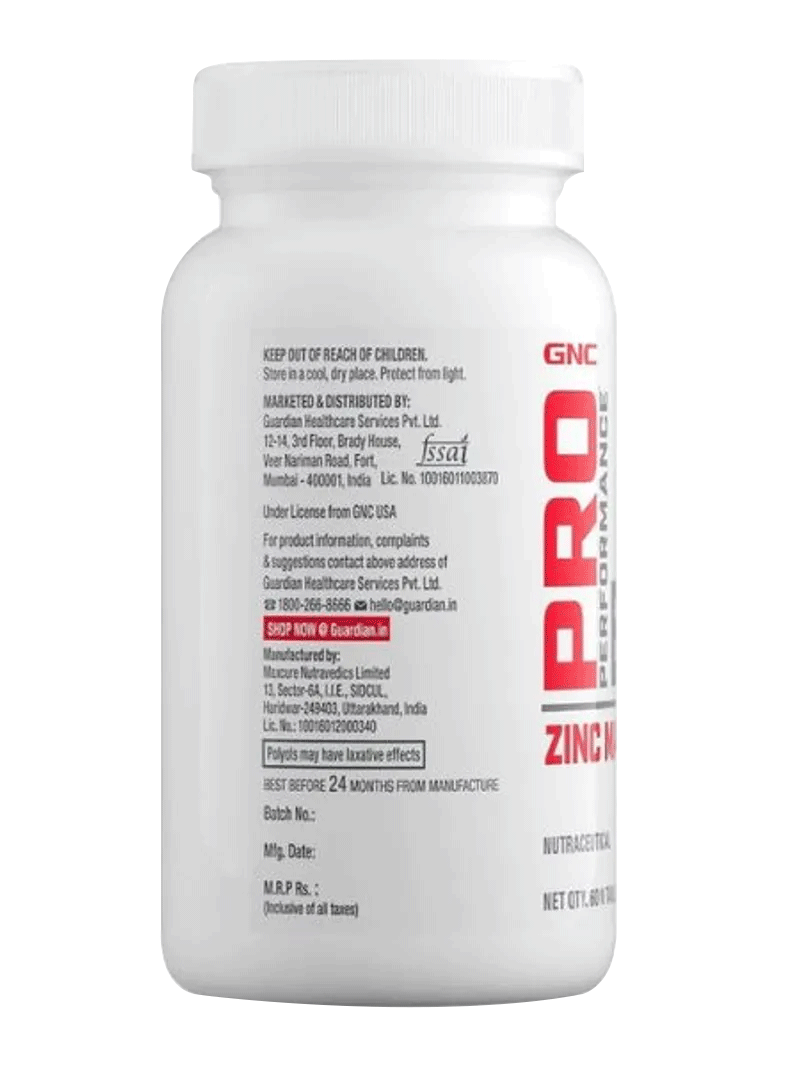 KEEP OUT OF REACH OF CHILDREN.
Store in a cool, dry place. Protect from light.
MARKETED & DISTRIBUTED BY:
Guardian Healthcare Services Pvt. Ltd.
12-14, 3rd Floor, Brady House,
Veer Nariman Road, Fort,
Mumbai - 400001, India
fssai
Lic. No. 10016011003870
Under License from GNC USA
For product information, complaints
& suggestions contact above address of
Guardian Healthcare Services Pvt. Ltd.
☎ 1800-266-8666 ✉ hello@guardian.in
SHOP NOW @ Guardian.in
Manufactured by:
Maxcure Nutravedics Limited
13, Sector-6A, I.I.E., SIDCUL,
Haridwar-249403, Uttarakhand, India
Lic. No.: 10016012000340
Polyols may have laxative effects
BEST BEFORE 24 MONTHS FROM MANUFACTURE
Batch No.:
Mfg. Date:
M.R.P Rs. :
(Inclusive of all taxes)
GNC
PRO
PERFORMANCE
ZINC
NUTRACEUTICAL
NET QTY. 60